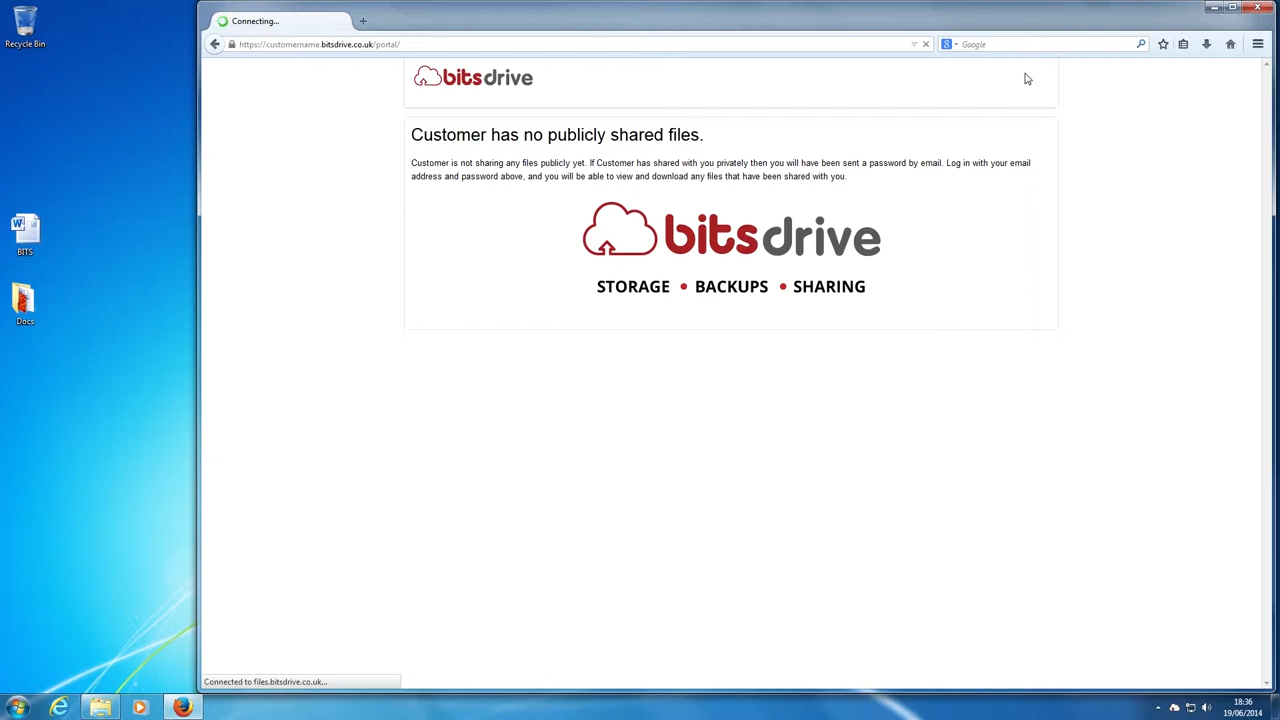 Recycle Bin
BITS
Docs
Connecting...
https://customername.bitsdrive.co.uk/portal/
Google
bitsdrive
Customer has no publicly shared files.
Customer is not sharing any files publicly yet. If Customer has shared with you privately then you will have been sent a password by email. Log in with your email
address and password above, and you will be able to view and download any files that have been shared with you.
bitsdrive
STORAGE • BACKUPS • SHARING
Connected to files.bitsdrive.co.uk...
18:36
19/06/2014